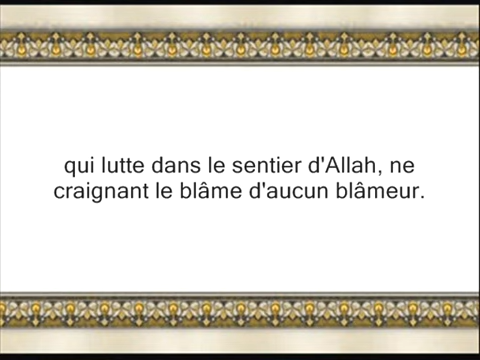 qui lutte dans le sentier d'Allah, ne
craignant le blâme d'aucun blâmeur.